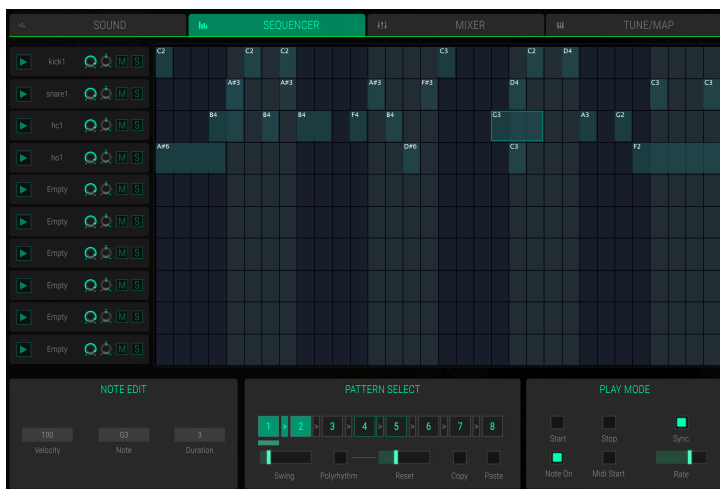 SOUND SEQUENCER MIXER TUNE/MAP
kick1 M S C2 C2 C2 C3 C2 D4
snare1 M S A#3 A#3 A#3 F#3 D4 C3 C3
hc1 M S B4 B4 B4 F4 B4 G3 A3 G2
ho1 M S A#6 D#6 C3 F2
Empty M S
Empty M S
Empty M S
Empty M S
Empty M S
Empty M S
NOTE EDIT
100 G3 3
Velocity Note Duration
PATTERN SELECT
1 > 2 > 3 > 4 > 5 > 6 > 7 > 8
Swing Polyrhythm Reset Copy Paste
PLAY MODE
Start Stop Sync
Note On Midi Start Rate